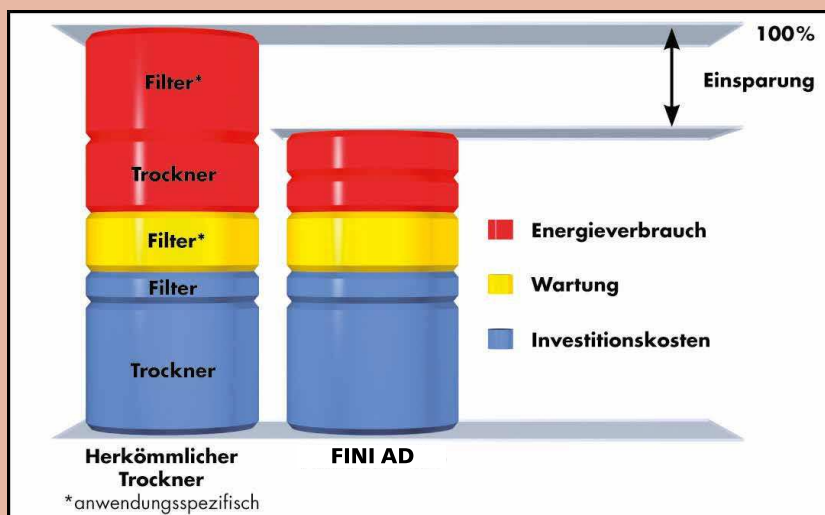 100%
Einsparung
Filter*
Trockner
Filter*
Filter
Trockner
Energieverbrauch
Wartung
Investitionskosten
Herkömmlicher
Trockner
*anwendungsspezifisch
FINI AD